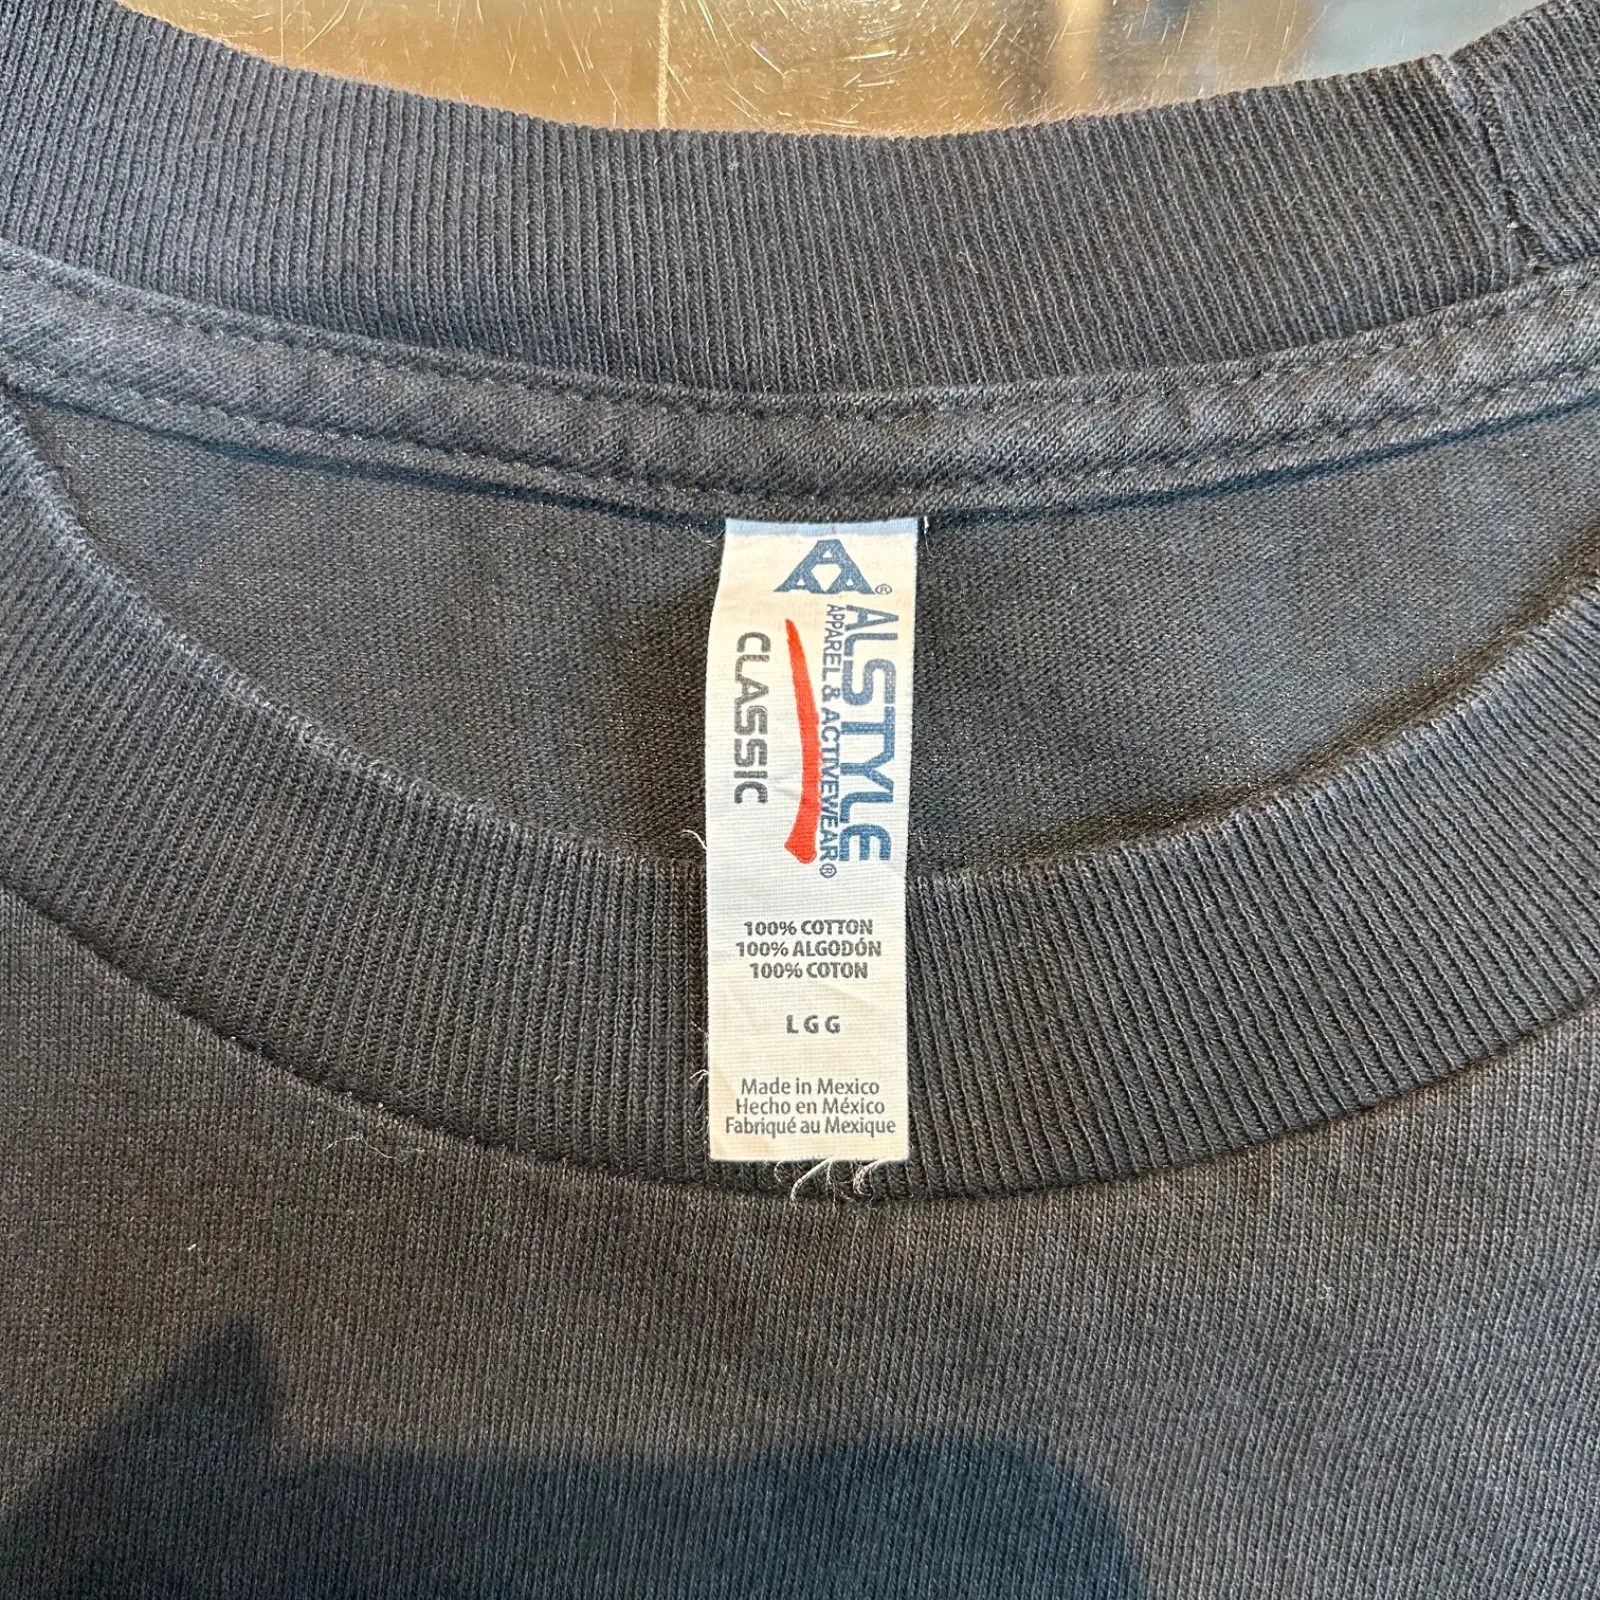 AAA®
ALSTYLE
APPAREL & ACTIVEWEAR®
CLASSIC
100% COTTON
100% ALGODÓN
100% COTON
L G G
Made in Mexico
Hecho en México
Fabriqué au Mexique